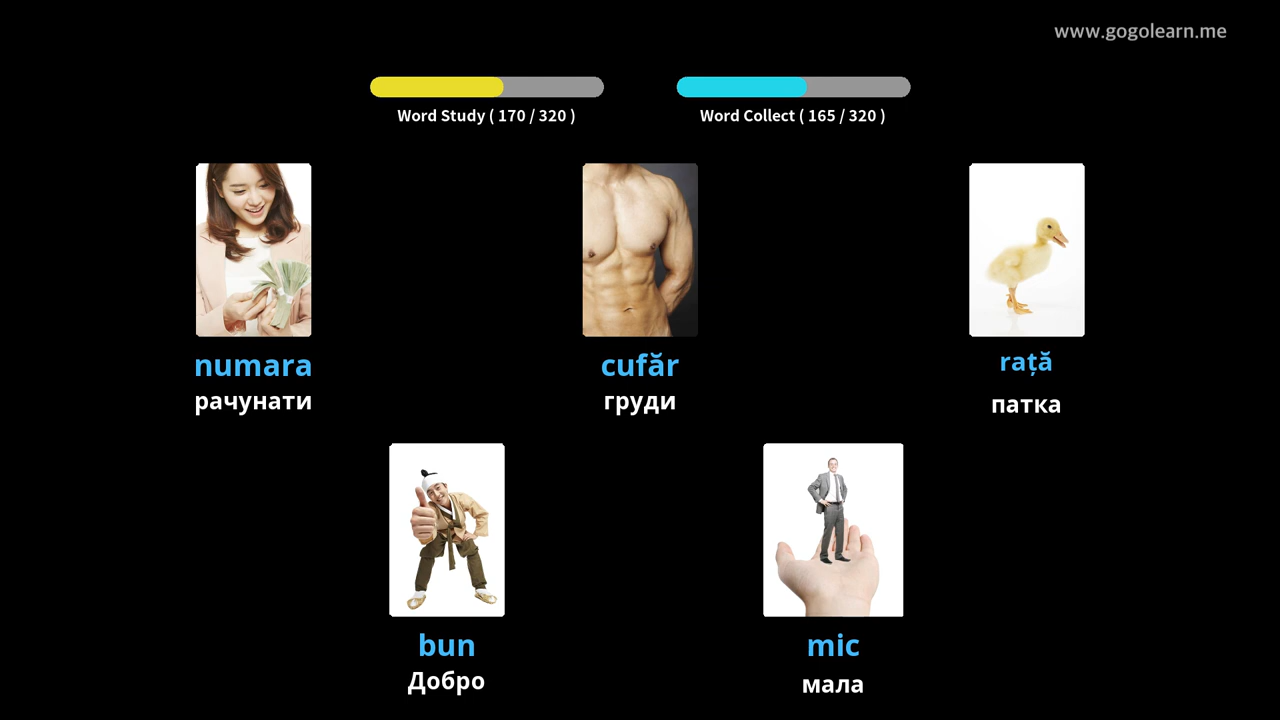 www.gogolearn.me
Word Study ( 170 / 320 )
Word Collect ( 165 / 320 )
numara
рачунати
cufăr
груди
rață
патка
bun
Добро
mic
мала